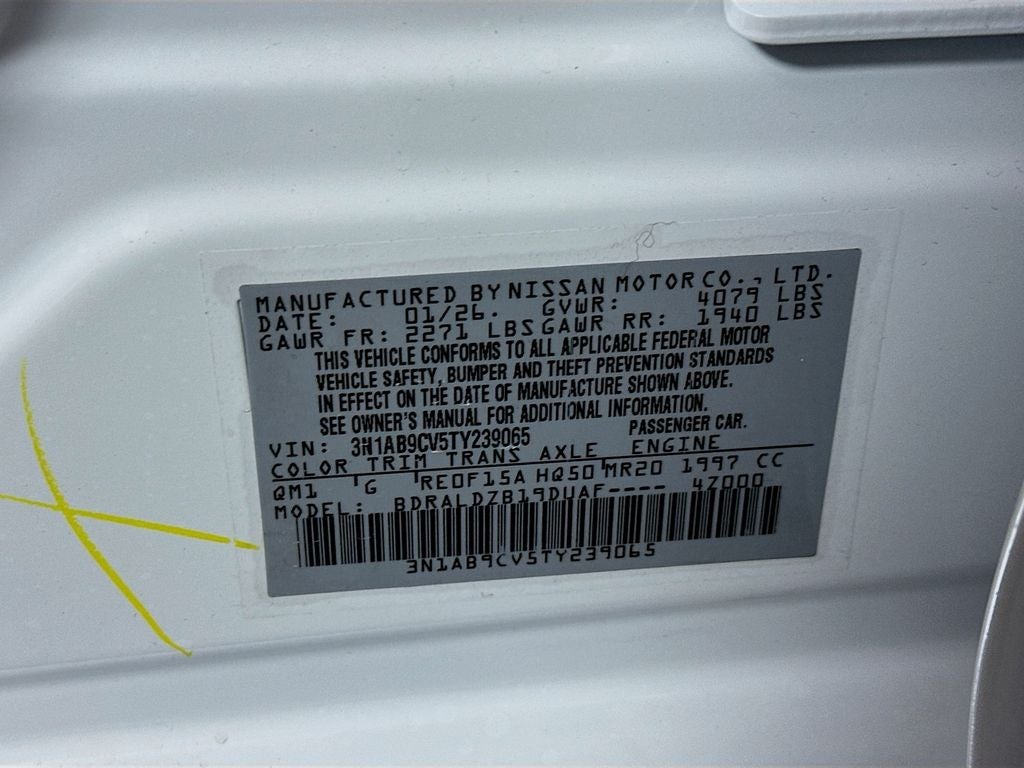 MANUFACTURED BY NISSAN MOTOR CO., LTD.
DATE: 01/26. GVWR: 4079 LBS
GAWR FR: 2271 LBS GAWR RR: 1940 LBS
THIS VEHICLE CONFORMS TO ALL APPLICABLE FEDERAL MOTOR
VEHICLE SAFETY, BUMPER AND THEFT PREVENTION STANDARDS
IN EFFECT ON THE DATE OF MANUFACTURE SHOWN ABOVE.
SEE OWNER'S MANUAL FOR ADDITIONAL INFORMATION.
VIN: 3H1AB9CV5TY239065 PASSENGER CAR.
COLOR TRIM TRANS AXLE ENGINE
QM1 G RE0F15A HQ50 MR20 1997 CC
MODEL: BDRALDZB19DUAF---- 4Z000
3N1AB9CV5TY239065